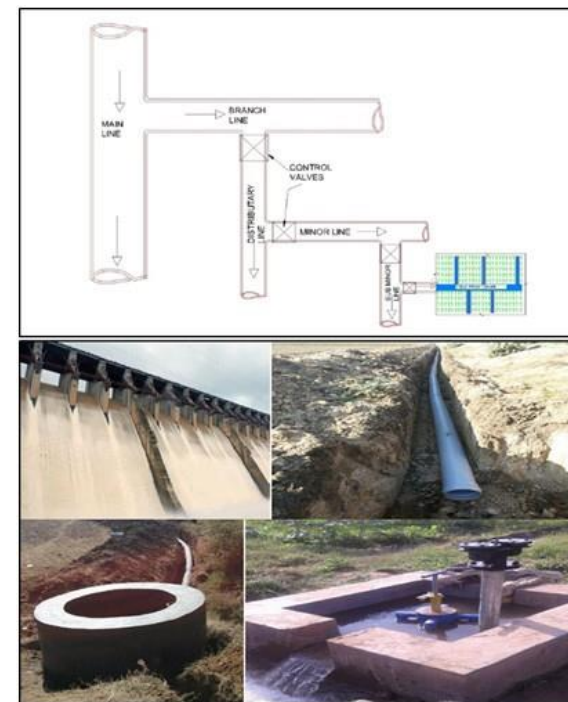 BRANCH
LINE
MAIN
LINE
CONTROL
VALVES
DISTRIBUTARY
LINE
MINOR LINE
SUB MINOR
LINE